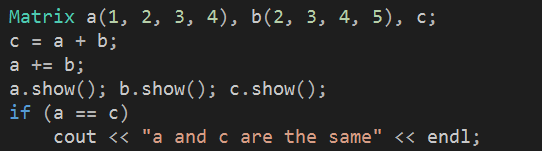 Matrix a(1, 2, 3, 4), b(2, 3, 4, 5), c;
c = a + b;
a += b;
a.show(); b.show(); c.show();
if (a == c)
    cout << "a and c are the same" << endl;